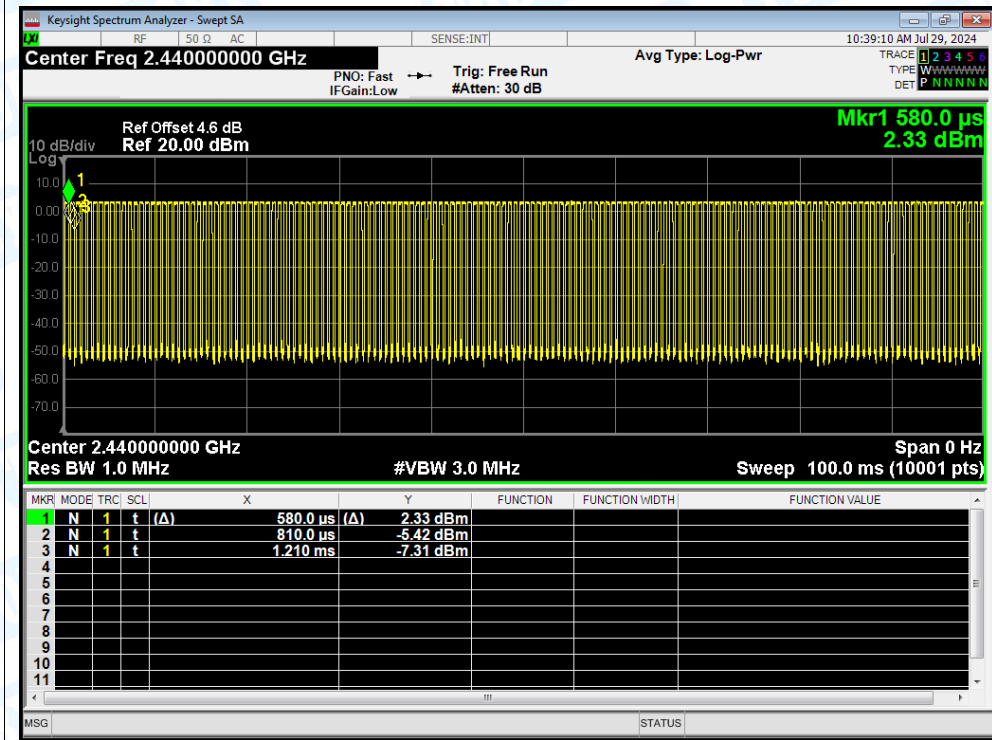 Keysight Spectrum Analyzer - Swept SA
LXI RF 50 Ω AC SENSE:INT 10:39:10 AM Jul 29, 2024
Center Freq 2.440000000 GHz Avg Type: Log-Pwr TRACE 1 2 3 4 5 6
PNO: Fast Trig: Free Run TYPE WWWWWW
IFGain:Low #Atten: 30 dB DET P N N N N N
Mkr1 580.0 µs
Ref Offset 4.6 dB
10 dB/div Ref 20.00 dBm 2.33 dBm
Log
10.0
0.00
-10.0
-20.0
-30.0
-40.0
-50.0
-60.0
-70.0
1
2
3
Center 2.440000000 GHz Span 0 Hz
Res BW 1.0 MHz #VBW 3.0 MHz Sweep 100.0 ms (10001 pts)
MKR MODE TRC SCL X Y FUNCTION FUNCTION WIDTH FUNCTION VALUE
1 N 1 t (Δ) 580.0 µs (Δ) 2.33 dBm
2 N 1 t 810.0 µs -5.42 dBm
3 N 1 t 1.210 ms -7.31 dBm
4
5
6
7
8
9
10
11
MSG STATUS